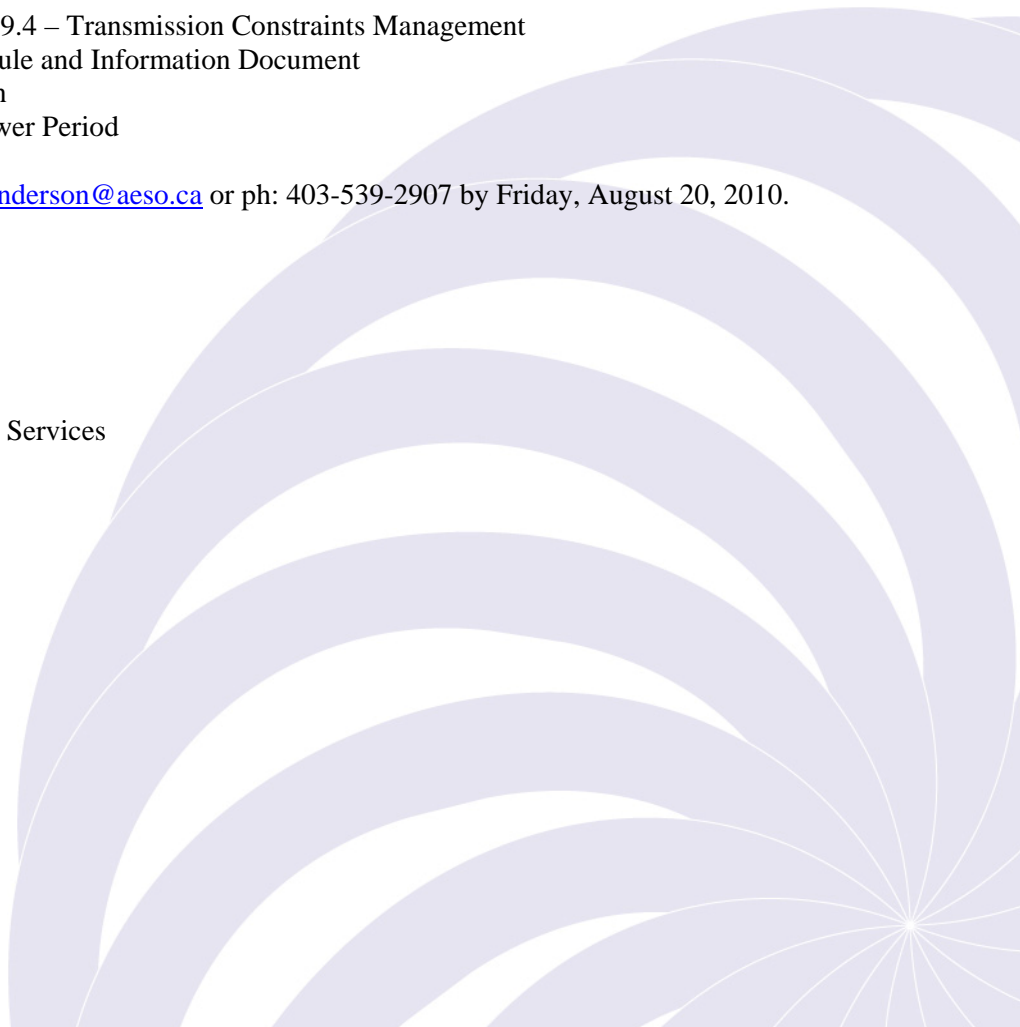 9.4 – Transmission Constraints Management
ule and Information Document
n
wer Period
nderson@aeso.ca or ph: 403-539-2907 by Friday, August 20, 2010.
Services